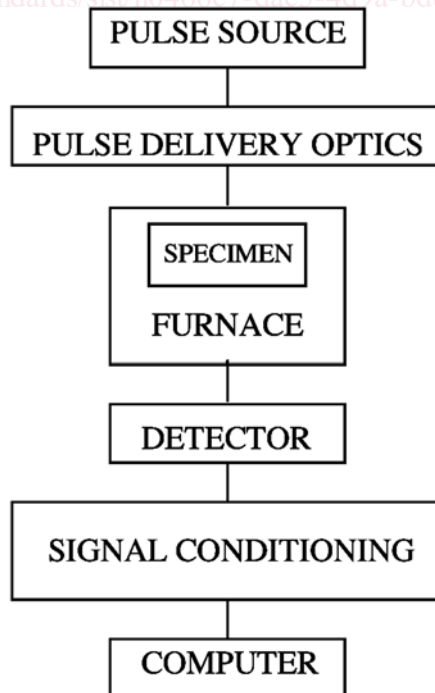 PULSE SOURCE
PULSE DELIVERY OPTICS
SPECIMEN
FURNACE
DETECTOR
SIGNAL CONDITIONING
COMPUTER